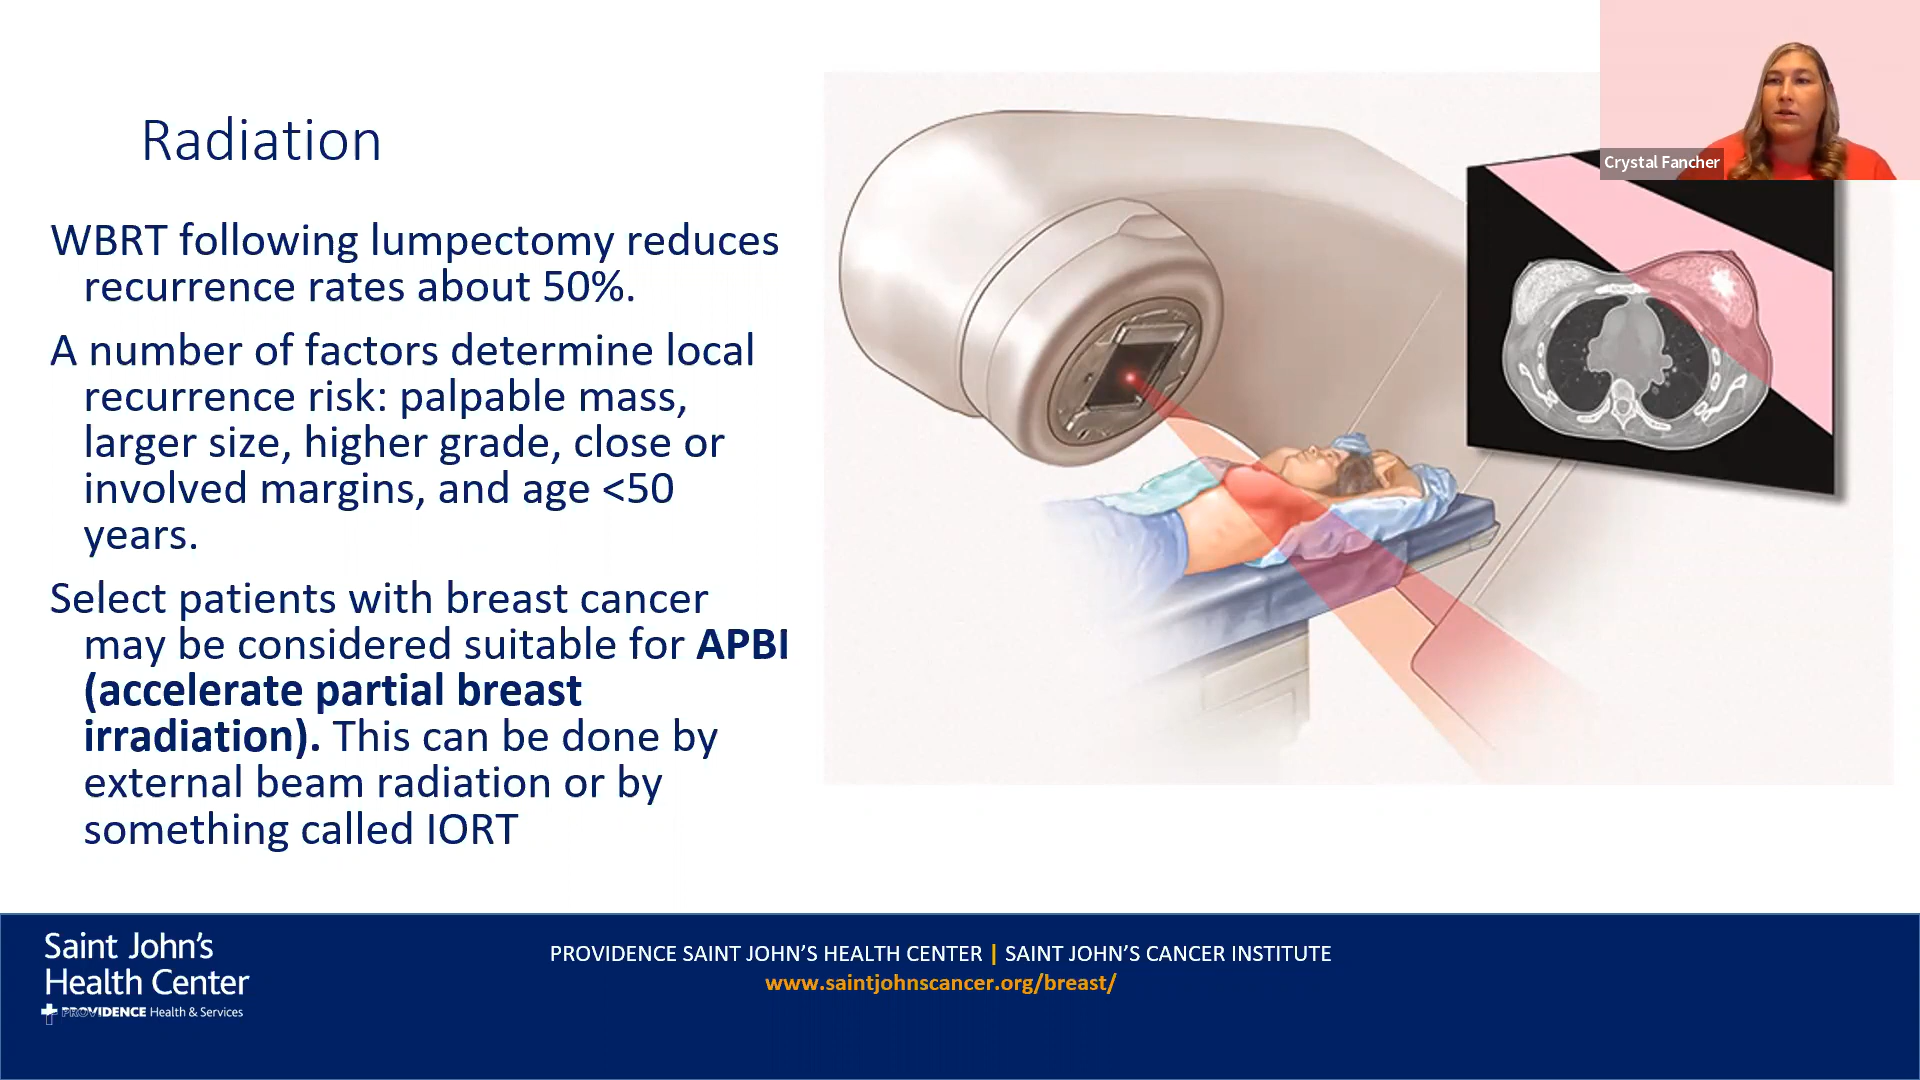 Radiation
WBRT following lumpectomy reduces
recurrence rates about 50%.
A number of factors determine local
recurrence risk: palpable mass,
larger size, higher grade, close or
involved margins, and age <50
years.
Select patients with breast cancer
may be considered suitable for APBI
(accelerate partial breast
irradiation). This can be done by
external beam radiation or by
something called IORT
Crystal Fancher
Saint John's
Health Center
PROVIDENCE Health & Services
PROVIDENCE SAINT JOHN'S HEALTH CENTER | SAINT JOHN'S CANCER INSTITUTE
www.saintjohnscancer.org/breast/